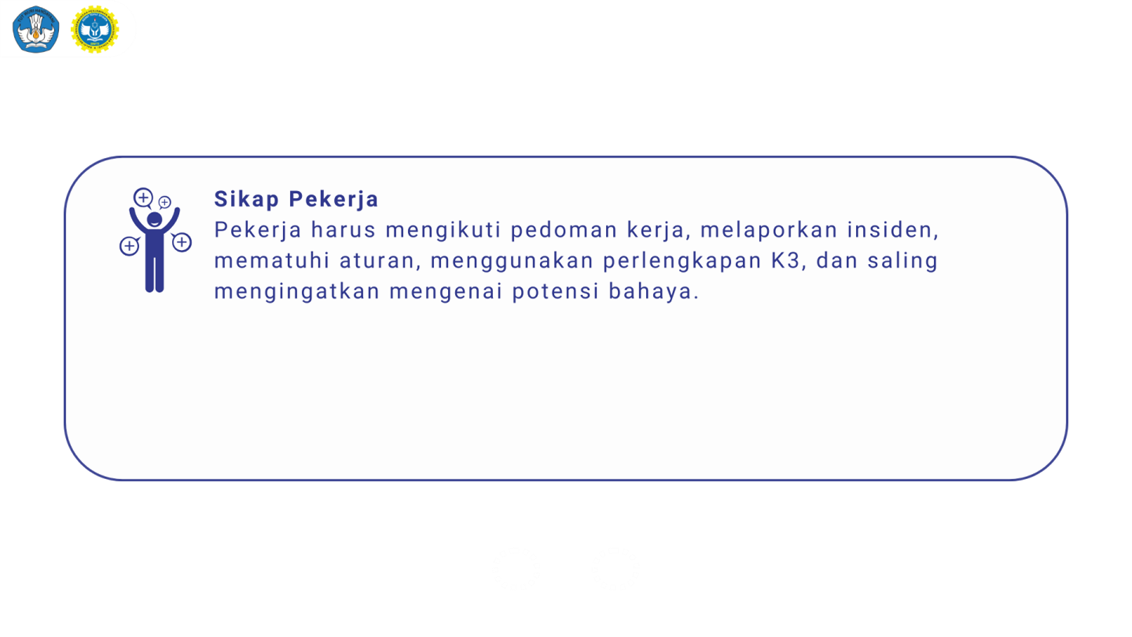 Sikap Pekerja
Pekerja harus mengikuti pedoman kerja, melaporkan insiden,
mematuhi aturan, menggunakan perlengkapan K3, dan saling
mengingatkan mengenai potensi bahaya.